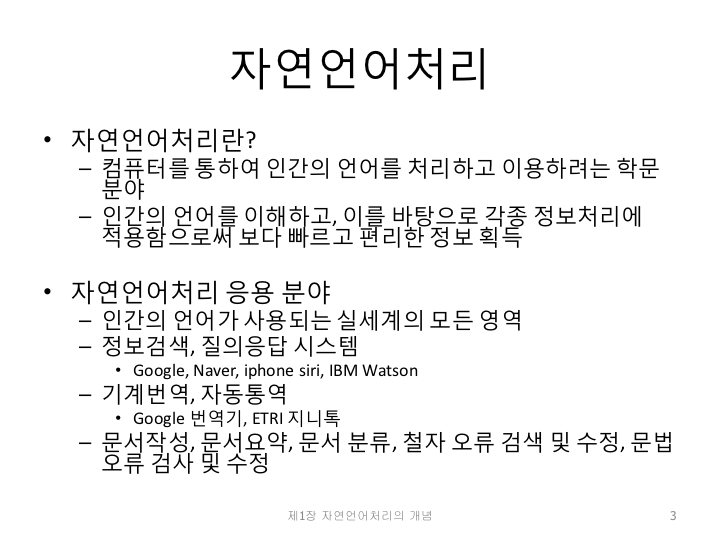 자연언어처리
• 자연언어처리란?
– 컴퓨터를 통하여 인간의 언어를 처리하고 이용하려는 학문
분야
– 인간의 언어를 이해하고, 이를 바탕으로 각종 정보처리에
적용함으로써 보다 빠르고 편리한 정보 획득
• 자연언어처리 응용 분야
– 인간의 언어가 사용되는 실세계의 모든 영역
– 정보검색, 질의응답 시스템
• Google, Naver, iphone siri, IBM Watson
– 기계번역, 자동통역
• Google 번역기, ETRI 지니톡
– 문서작성, 문서요약, 문서 분류, 철자 오류 검색 및 수정, 문법
오류 검사 및 수정
제1장 자연언어처리의 개념
3